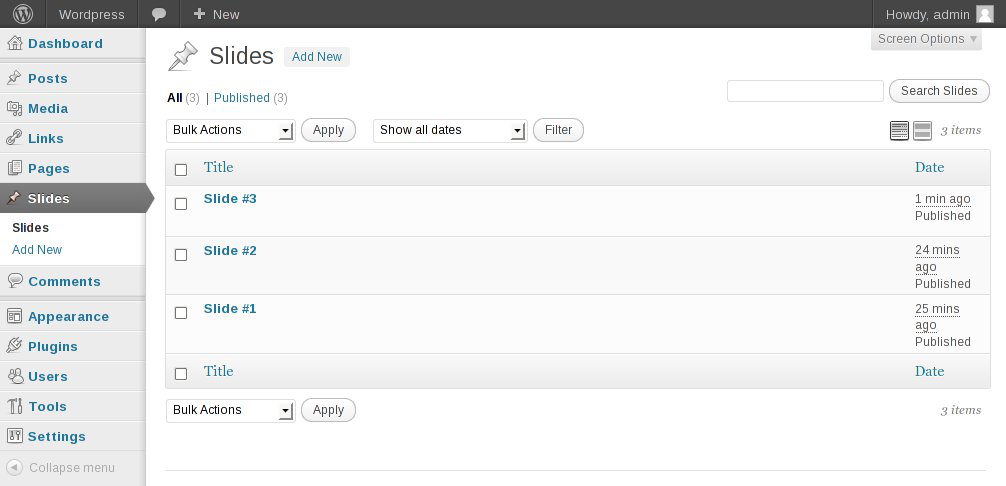 Wordpress
New
Howdy, admin
Dashboard
Posts
Media
Links
Pages
Slides
Slides
Add New
Comments
Appearance
Plugins
Users
Tools
Settings
Collapse menu
Screen Options
Slides Add New
All (3) | Published (3)
Search Slides
Bulk Actions Apply Show all dates Filter 3 items
Title Date
Slide #3 1 min ago
Published
Slide #2 24 mins
ago
Published
Slide #1 25 mins
ago
Published
Title Date
Bulk Actions Apply 3 items